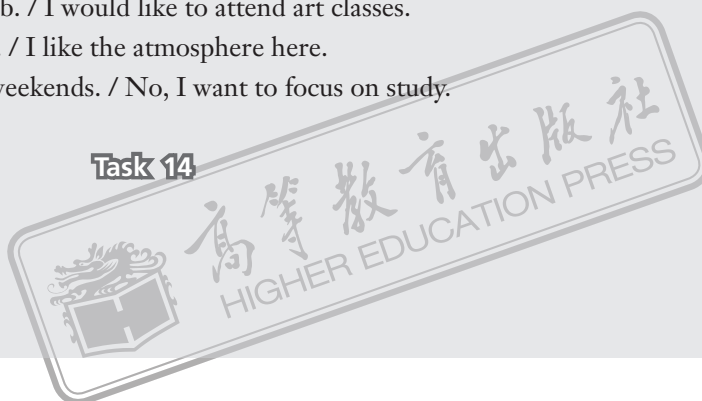 b. / I would like to attend art classes.
. / I like the atmosphere here.
weekends. / No, I want to focus on study.
Task 14
高等教育出版社
HIGHER EDUCATION PRESS